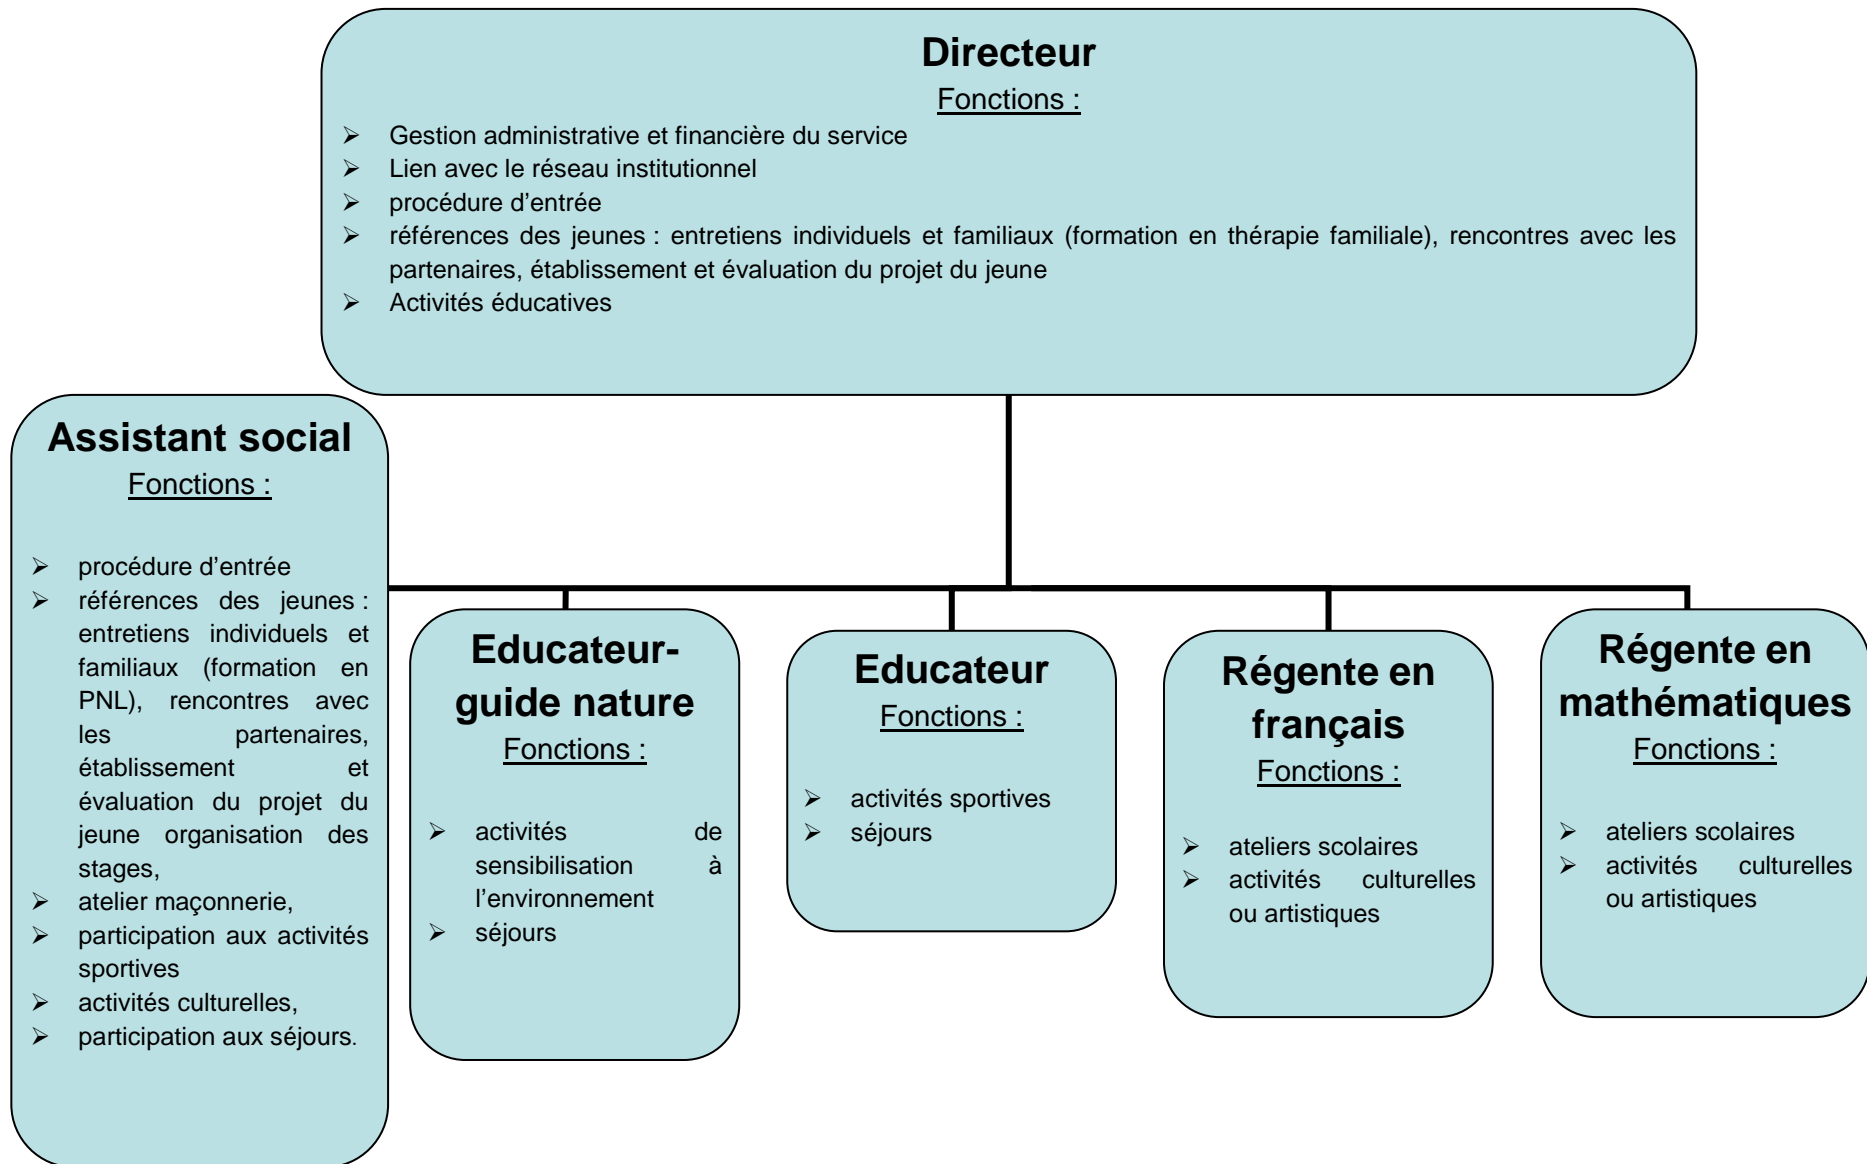 Directeur
Fonctions :
➢ Gestion administrative et financière du service
➢ Lien avec le réseau institutionnel
➢ procédure d’entrée
➢ références des jeunes : entretiens individuels et familiaux (formation en thérapie familiale), rencontres avec les
partenaires, établissement et évaluation du projet du jeune
➢ Activités éducatives
Assistant social
Fonctions :
➢ procédure d’entrée
➢ références des jeunes :
entretiens individuels et
familiaux (formation en
PNL), rencontres avec
les partenaires,
établissement et
évaluation du projet du
jeune organisation des
stages,
➢ atelier maçonnerie,
➢ participation aux activités
sportives
➢ activités culturelles,
➢ participation aux séjours.
Educateur-
guide nature
Fonctions :
➢ activités de
sensibilisation à
l’environnement
➢ séjours
Educateur
Fonctions :
➢ activités sportives
➢ séjours
Régente en
français
Fonctions :
➢ ateliers scolaires
➢ activités culturelles
ou artistiques
Régente en
mathématiques
Fonctions :
➢ ateliers scolaires
➢ activités culturelles
ou artistiques